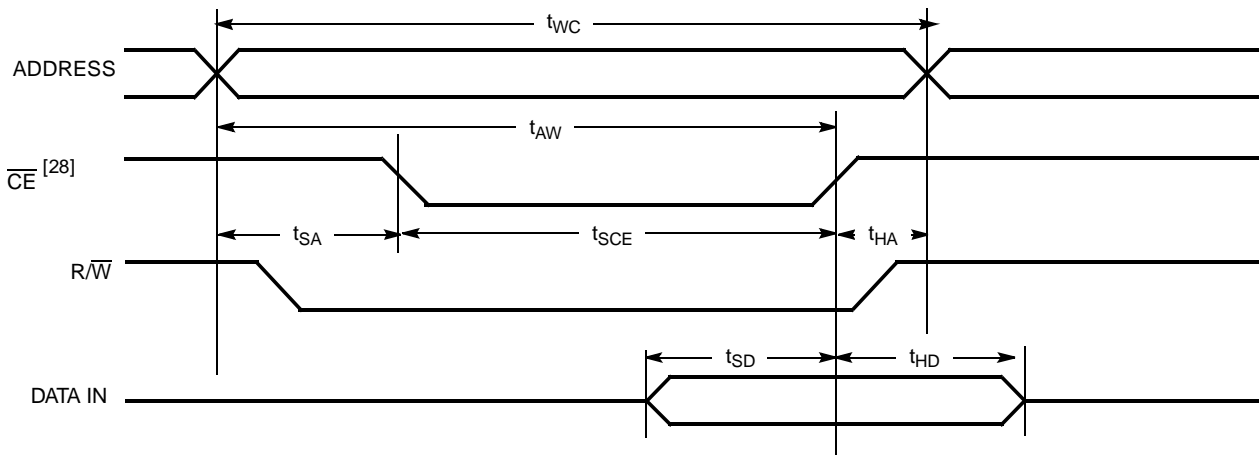 tWC
ADDRESS
tAW
CE [28]
tSA tSCE tHA
R/W
tSD tHD
DATA IN